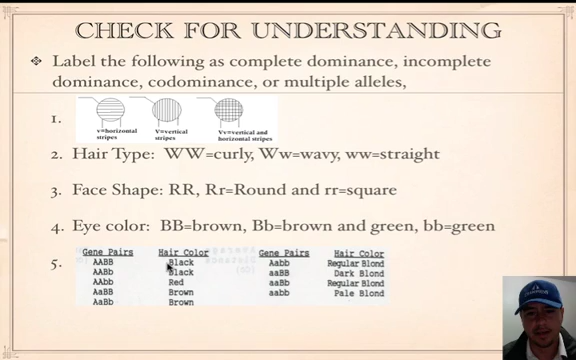 CHECK FOR UNDERSTANDING
Label the following as complete dominance, incomplete
dominance, codominance, or multiple alleles,
1.
v=horizontal stripes
V=vertical stripes
Vv=vertical and horizontal stripes
2. Hair Type: WW=curly, Ww=wavy, ww=straight
3. Face Shape: RR, Rr=Round and rr=square
4. Eye color: BB=brown, Bb=brown and green, bb=green
5.
Gene Pairs Hair Color Gene Pairs Hair Color
AABB Black Aabb Regular Blond
AABb Black aaBB Dark Blond
AAbb Red aaBb Regular Blond
AaBB Brown aabb Pale Blond
AaBb Brown